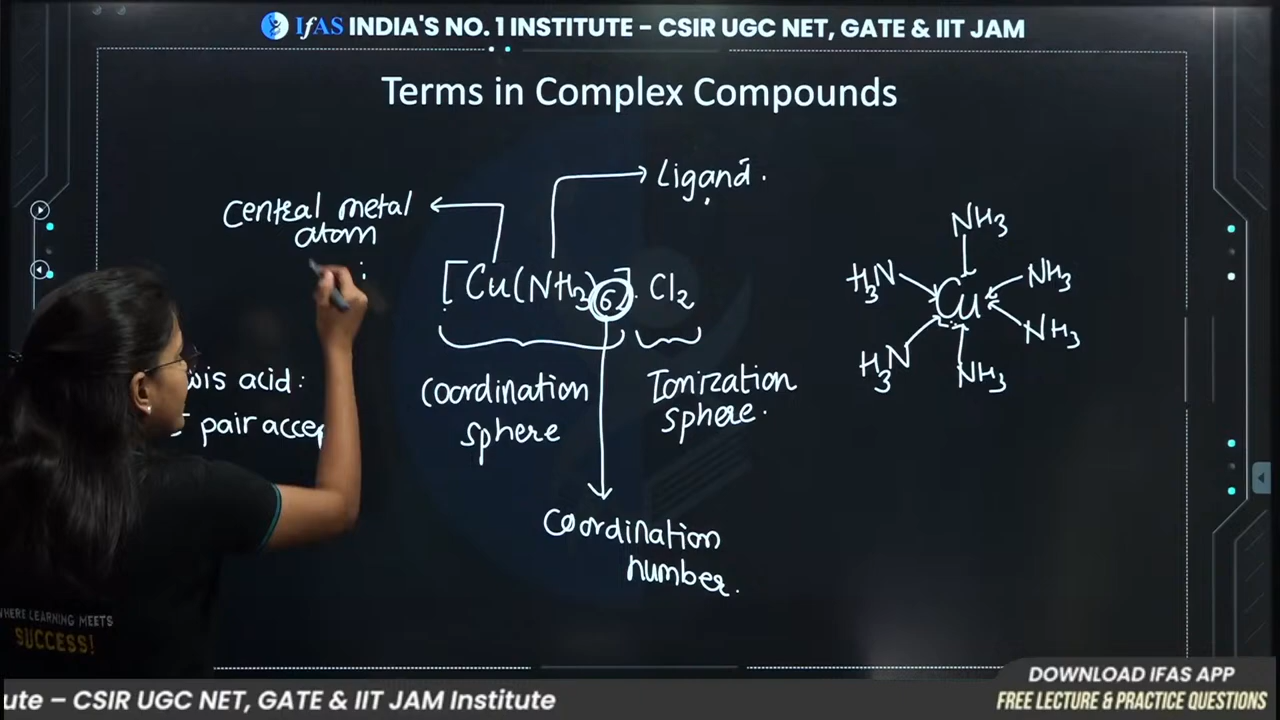 IfAS INDIA'S NO. 1 INSTITUTE – CSIR UGC NET, GATE & IIT JAM
Terms in Complex Compounds
Ligand.
Central metal
atom
[Cu(NH3)6]. Cl2
Coordination
sphere
Ionization
sphere.
Coordination
number.
wis acid:
pair accep
NH3
H3N
NH3
Cu
NH3
H3N
NH3
WHERE LEARNING MEETS
SUCCESS!
DOWNLOAD IFAS APP
FREE LECTURE & PRACTICE QUESTIONS
ute – CSIR UGC NET, GATE & IIT JAM Institute